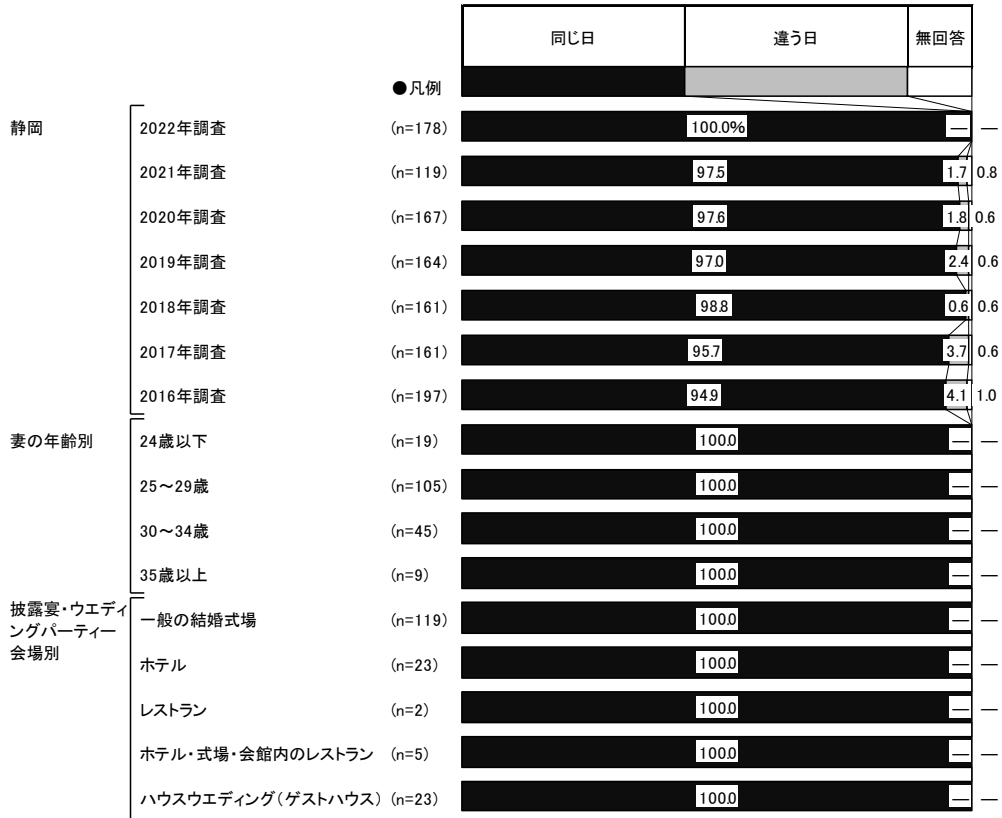 同じ日 違う日 無回答
●凡例
静岡 2022年調査 (n=178) 100.0% — —
2021年調査 (n=119) 97.5 1.7 0.8
2020年調査 (n=167) 97.6 1.8 0.6
2019年調査 (n=164) 97.0 2.4 0.6
2018年調査 (n=161) 98.8 0.6 0.6
2017年調査 (n=161) 95.7 3.7 0.6
2016年調査 (n=197) 94.9 4.1 1.0
妻の年齢別 24歳以下 (n=19) 100.0 — —
25～29歳 (n=105) 100.0 — —
30～34歳 (n=45) 100.0 — —
35歳以上 (n=9) 100.0 — —
披露宴・ウエディ
ングパーティー
会場別
一般の結婚式場 (n=119) 100.0 — —
ホテル (n=23) 100.0 — —
レストラン (n=2) 100.0 — —
ホテル・式場・会館内のレストラン (n=5) 100.0 — —
ハウスウエディング(ゲストハウス) (n=23) 100.0 — —